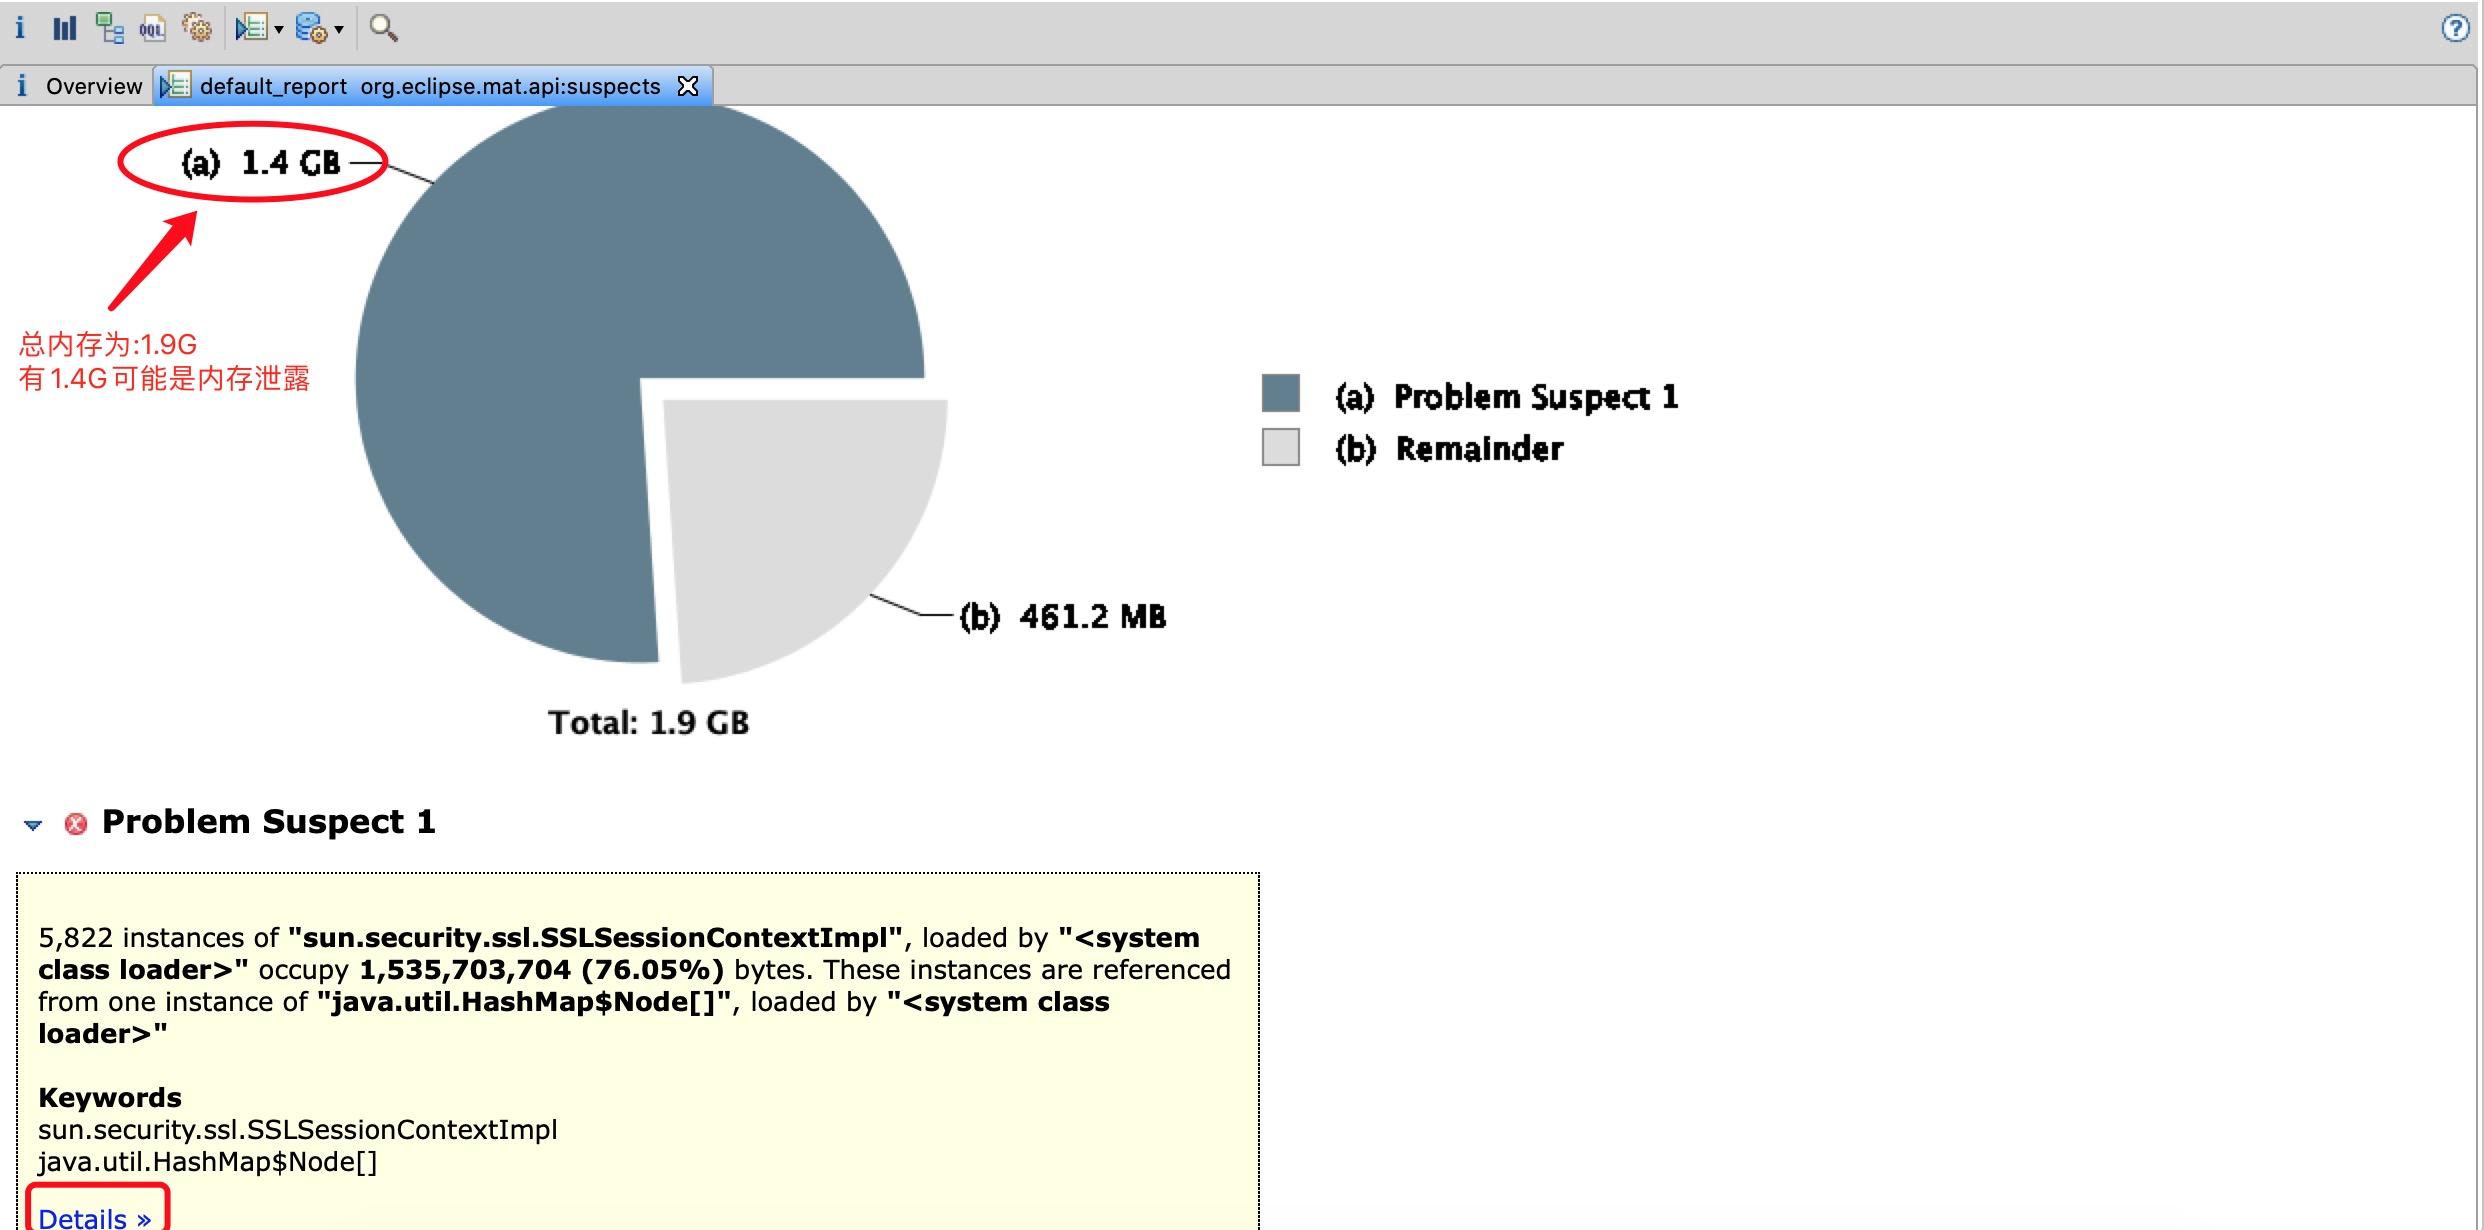 OQL
Overview
default_report org.eclipse.mat.api:suspects
(a) 1.4 GB
总内存为:1.9G
有1.4G可能是内存泄露
(a) Problem Suspect 1
(b) Remainder
(b) 461.2 MB
Total: 1.9 GB
Problem Suspect 1
5,822 instances of "sun.security.ssl.SSLSessionContextImpl", loaded by "<system
class loader>" occupy 1,535,703,704 (76.05%) bytes. These instances are referenced
from one instance of "java.util.HashMap$Node[]", loaded by "<system class
loader>"
Keywords
sun.security.ssl.SSLSessionContextImpl
java.util.HashMap$Node[]
Details »